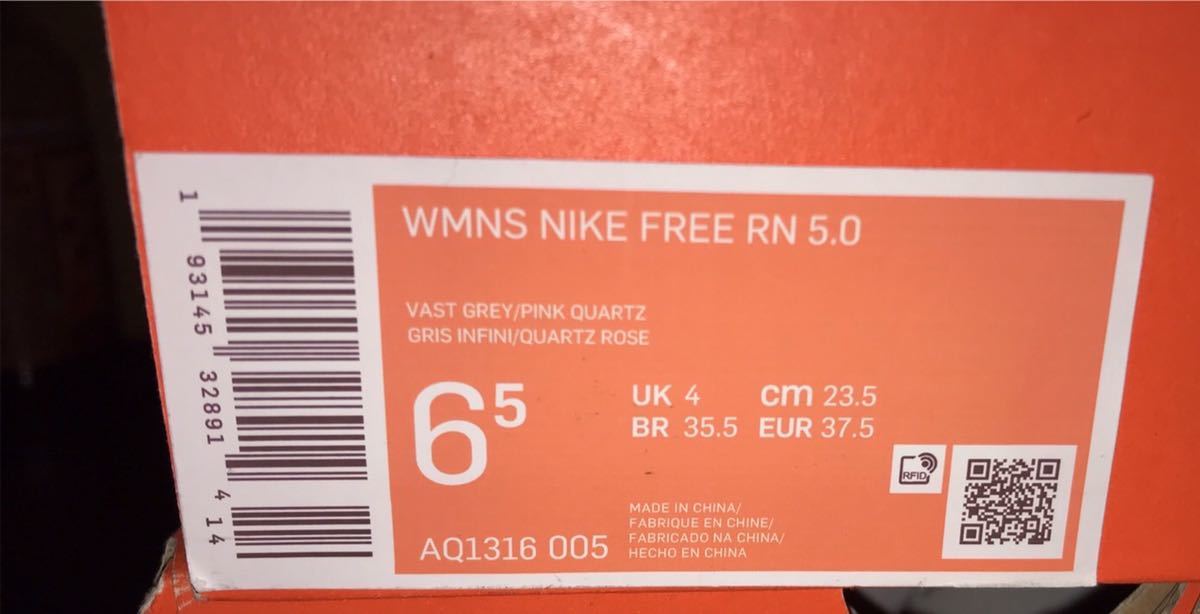 WMNS NIKE FREE RN 5.0
VAST GREY/PINK QUARTZ
GRIS INFINI/QUARTZ ROSE
6⁵
UK 4 cm 23.5
BR 35.5 EUR 37.5
RFID
AQ1316 005
MADE IN CHINA/
FABRIQUE EN CHINE/
FABRICADO NA CHINA/
HECHO EN CHINA
1 93145 32891 4 14